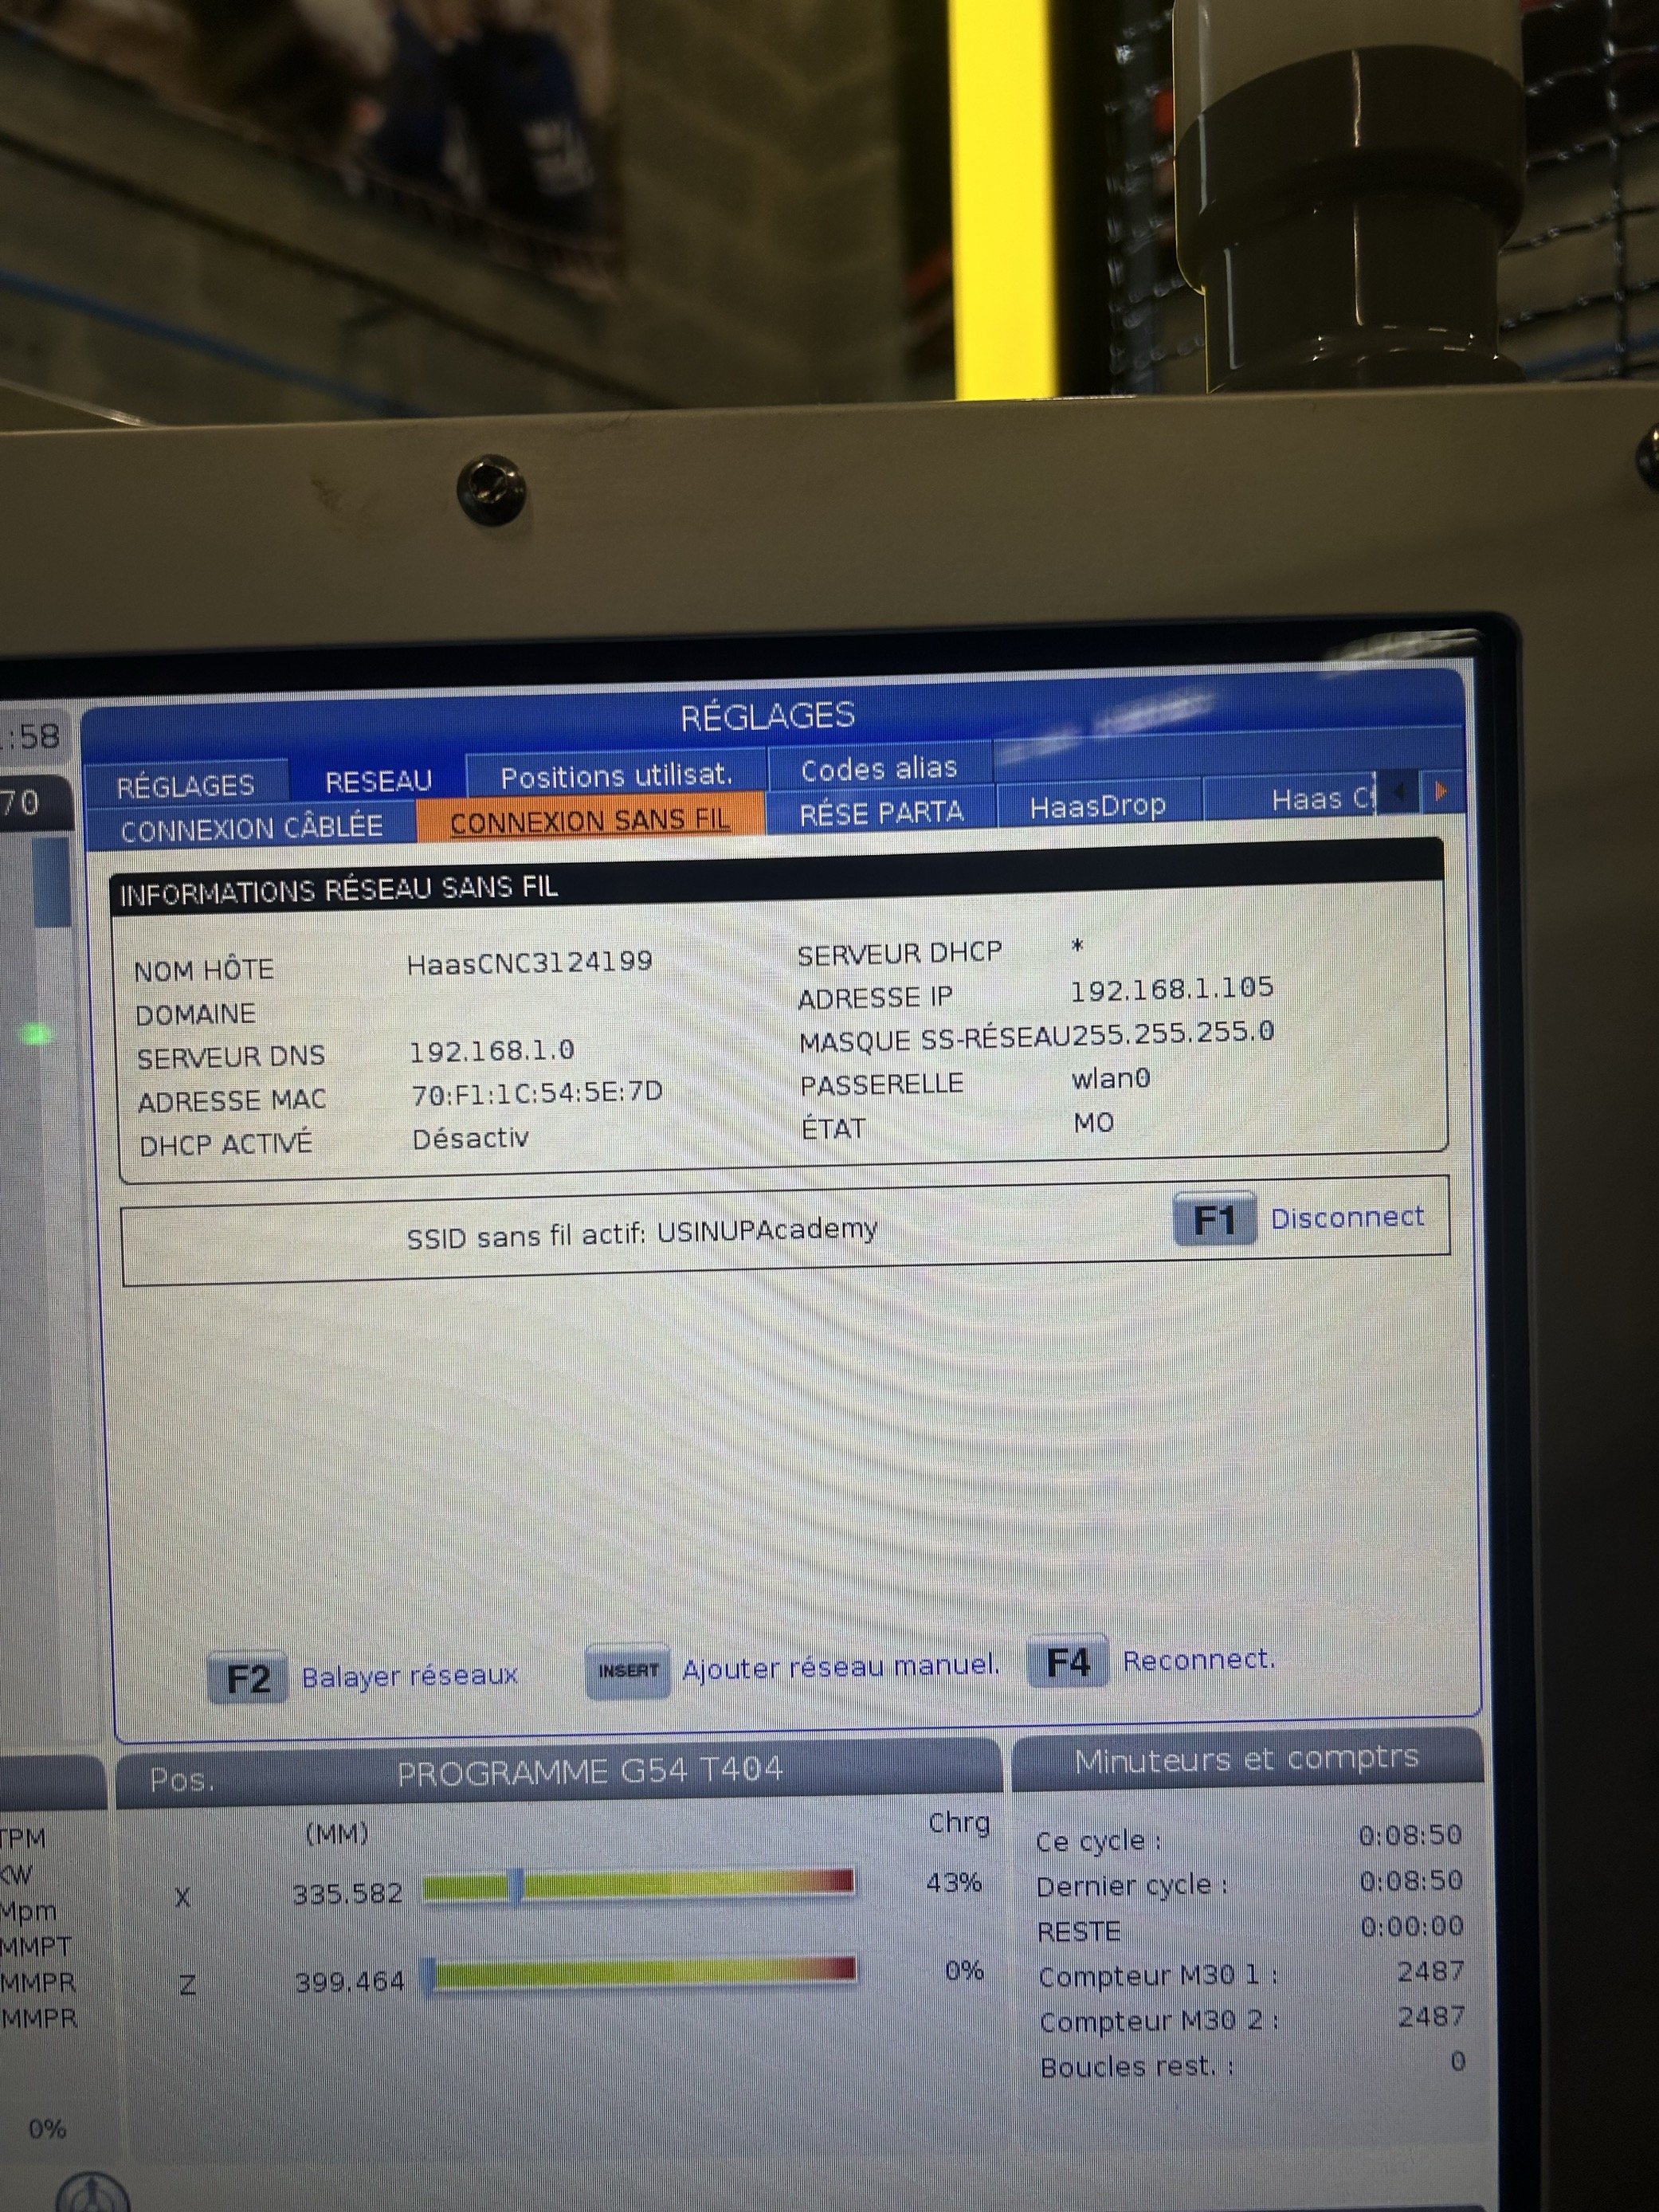 :58
70
RÉGLAGES
RÉGLAGES RESEAU Positions utilisat. Codes alias
CONNEXION CÂBLÉE CONNEXION SANS FIL RÉSE PARTA HaasDrop Haas
INFORMATIONS RÉSEAU SANS FIL
NOM HÔTE HaasCNC3124199
DOMAINE
SERVEUR DNS 192.168.1.0
ADRESSE MAC 70:F1:1C:54:5E:7D
DHCP ACTIVÉ Désactiv
SERVEUR DHCP *
ADRESSE IP 192.168.1.105
MASQUE SS-RÉSEAU255.255.255.0
PASSERELLE wlan0
ÉTAT MO
SSID sans fil actif: USINUPAcademy F1 Disconnect
F2 Balayer réseaux INSERT Ajouter réseau manuel. F4 Reconnect.
TPM
KW
Mpm
MMPT
MMPR
MMPR
0%
Pos. PROGRAMME G54 T404
(MM) Chrg
X 335.582 43%
Z 399.464 0%
Minuteurs et comptrs
Ce cycle : 0:08:50
Dernier cycle : 0:08:50
RESTE 0:00:00
Compteur M30 1 : 2487
Compteur M30 2 : 2487
Boucles rest. : 0